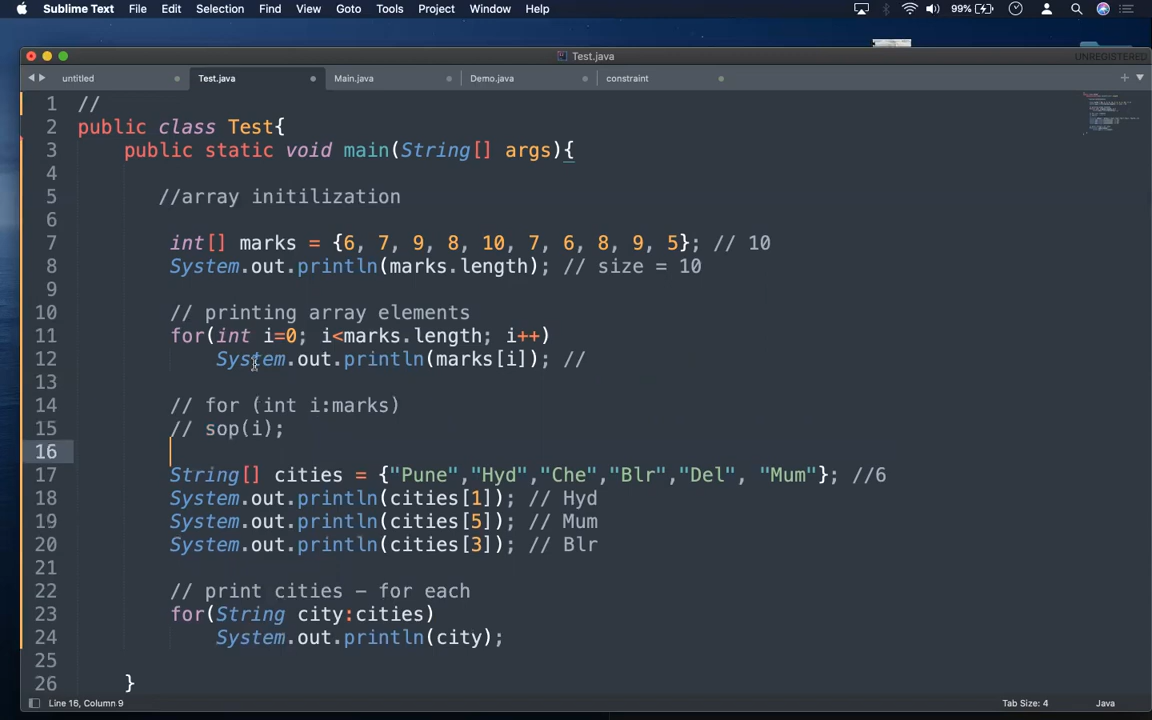 Sublime Text File Edit Selection Find View Goto Tools Project Window Help 99%
Test.java UNREGISTERED
untitled Test.java Main.java Demo.java constraint
1 //
2 public class Test{
3 public static void main(String[] args){
4
5 //array initilization
6
7 int[] marks = {6, 7, 9, 8, 10, 7, 6, 8, 9, 5}; // 10
8 System.out.println(marks.length); // size = 10
9
10 // printing array elements
11 for(int i=0; i<marks.length; i++)
12 System.out.println(marks[i]); //
13
14 // for (int i:marks)
15 // sop(i);
16
17 String[] cities = {"Pune","Hyd","Che","Blr","Del", "Mum"}; //6
18 System.out.println(cities[1]); // Hyd
19 System.out.println(cities[5]); // Mum
20 System.out.println(cities[3]); // Blr
21
22 // print cities - for each
23 for(String city:cities)
24 System.out.println(city);
25
26 }
Line 16, Column 9 Tab Size: 4 Java